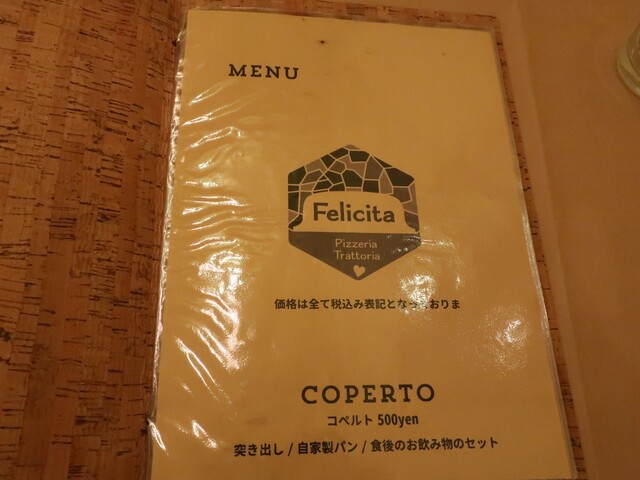 MENU
Felicita
Pizzeria
Trattoria
価格は全て税込み表記となっておりま
COPERTO
コペルト 500yen
突き出し / 自家製パン / 食後のお飲み物のセット